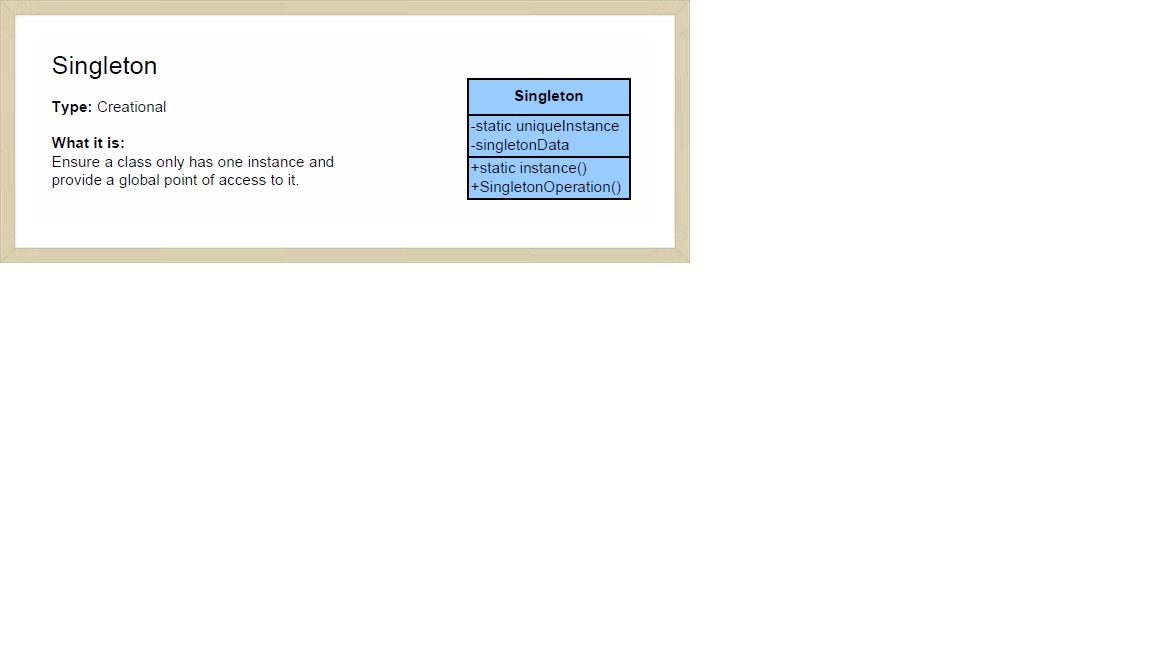 Singleton
Type: Creational
What it is:
Ensure a class only has one instance and
provide a global point of access to it.
Singleton
-static uniqueInstance
-singletonData
+static instance()
+SingletonOperation()